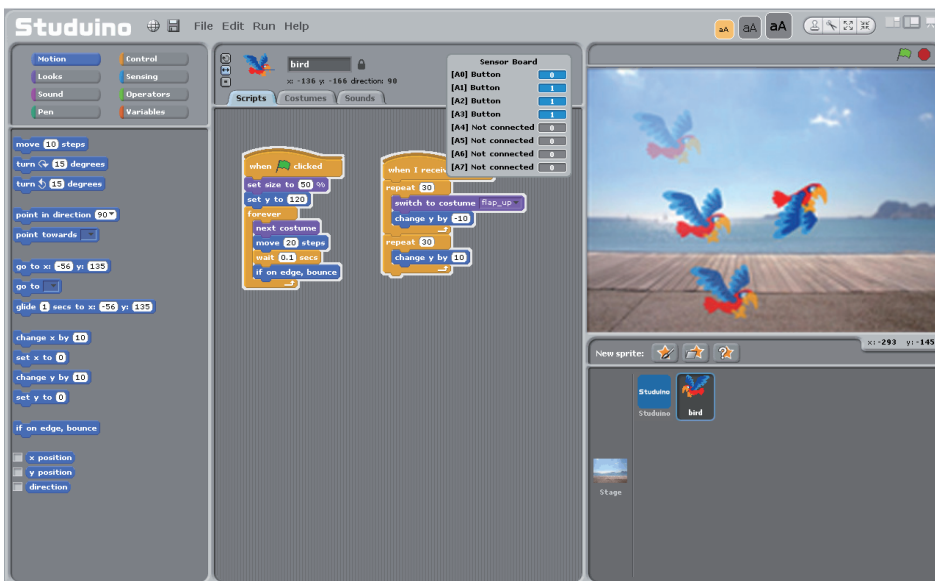 Studuino File Edit Run Help
aA aA aA
Motion Control
Looks Sensing
Sound Operators
Pen Variables
move 10 steps
turn 15 degrees
turn 15 degrees
point in direction 90
point towards
go to x: -56 y: 135
go to
glide 1 secs to x: -56 y: 135
change x by 10
set x to 0
change y by 10
set y to 0
if on edge, bounce
x position
y position
direction
bird
x: -136 y: -166 direction: 90
Scripts Costumes Sounds
when clicked
set size to 50 %
set y to 120
forever
next costume
move 20 steps
wait 0.1 secs
if on edge, bounce
when I receiv
repeat 30
switch to costume flap_up
change y by -10
repeat 30
change y by 10
Sensor Board
[A0] Button 0
[A1] Button 1
[A2] Button 1
[A3] Button 1
[A4] Not connected 0
[A5] Not connected 0
[A6] Not connected 0
[A7] Not connected 0
x: -293 y: -145
New sprite:
Studuino
Studuino bird
Stage